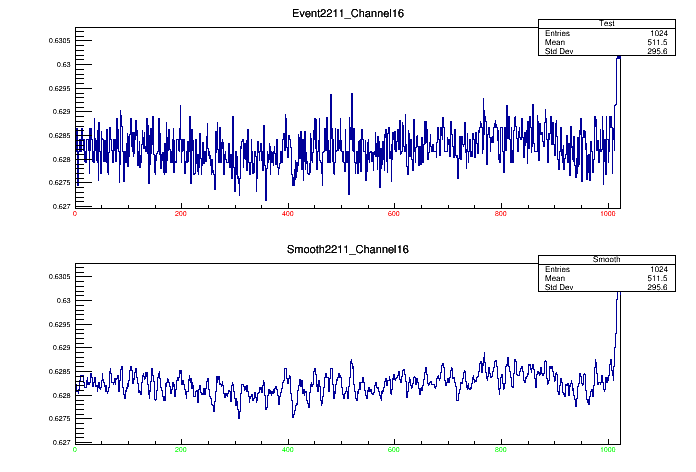 Event2211_Channel16
Test
Entries 1024
Mean 511.5
Std Dev 295.6
0.6305
0.63
0.6295
0.629
0.6285
0.628
0.6275
0.627
0 200 400 600 800 1000
Smooth2211_Channel16
Smooth
Entries 1024
Mean 511.5
Std Dev 295.6
0.6305
0.63
0.6295
0.629
0.6285
0.628
0.6275
0.627
0 200 400 600 800 1000